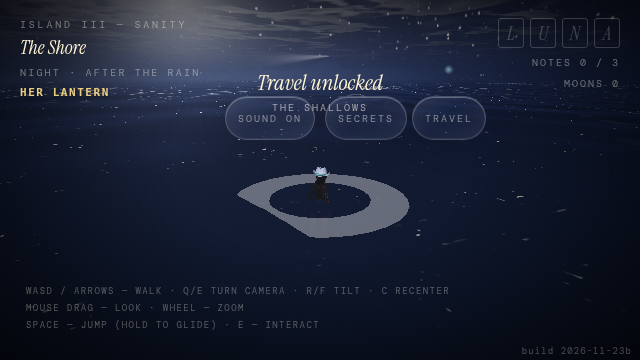 ISLAND III — SANITY
The Shore
NIGHT · AFTER THE RAIN
HER LANTERN
L U N A
NOTES 0 / 3
MOONS 0
Travel unlocked
THE SHALLOWS
SOUND ON SECRETS TRAVEL
WASD / ARROWS — WALK · Q/E TURN CAMERA · R/F TILT · C RECENTER
MOUSE DRAG — LOOK · WHEEL — ZOOM
SPACE — JUMP (HOLD TO GLIDE) · E — INTERACT
build 2026-11-23b